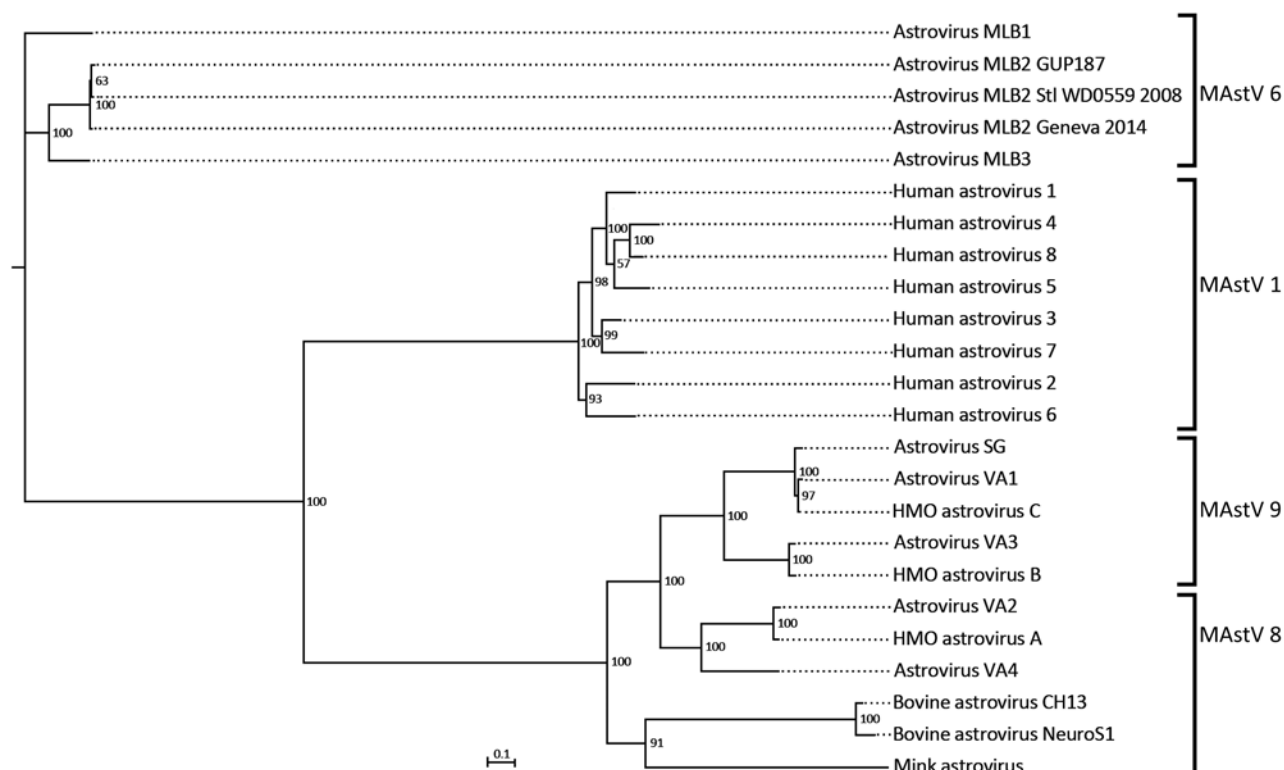 Astrovirus MLB1
Astrovirus MLB2 GUP187
63
Astrovirus MLB2 Stl WD0559 2008
MAstV 6
100
Astrovirus MLB2 Geneva 2014
100
Astrovirus MLB3
Human astrovirus 1
Human astrovirus 4
100
100
Human astrovirus 8
57
98
Human astrovirus 5
MAstV 1
Human astrovirus 3
99
100
Human astrovirus 7
Human astrovirus 2
93
Human astrovirus 6
Astrovirus SG
100
Astrovirus VA1
97
100
HMO astrovirus C
MAstV 9
100
Astrovirus VA3
100
HMO astrovirus B
100
Astrovirus VA2
100
HMO astrovirus A
MAstV 8
100
100
Astrovirus VA4
Bovine astrovirus CH13
100
Bovine astrovirus NeuroS1
91
0.1
Mink astrovirus